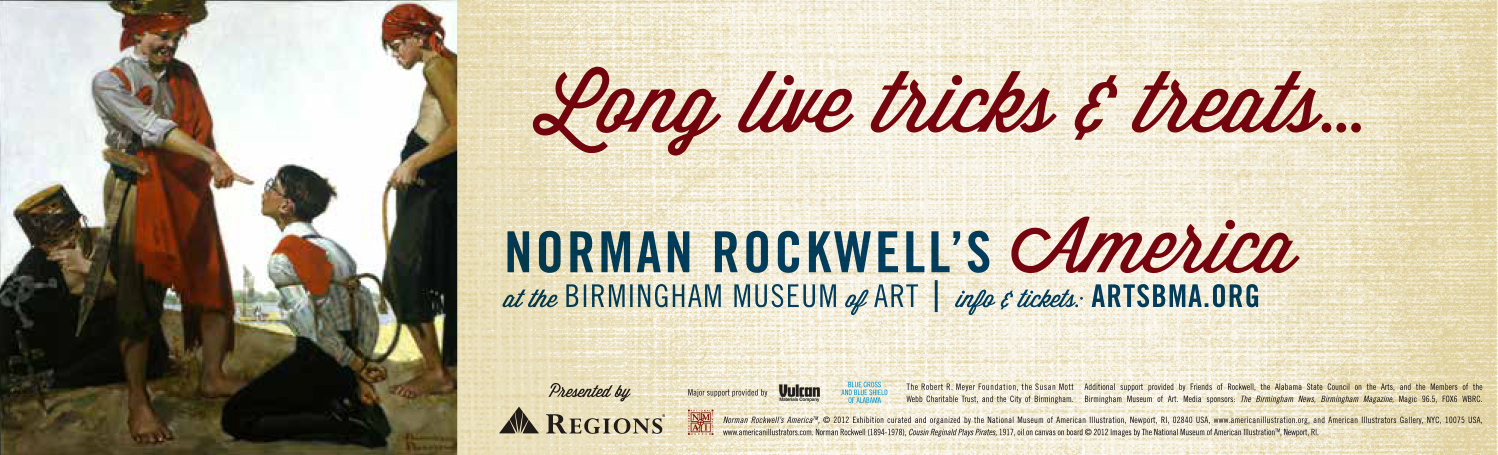 Long live tricks & treats...
NORMAN ROCKWELL'S America
at the BIRMINGHAM MUSEUM of ART | info & tickets: ARTSBMA.ORG
Presented by
REGIONS
Major support provided by Vulcan Materials Company
BLUE CROSS
AND BLUE SHIELD
OF ALABAMA
The Robert R. Meyer Foundation, the Susan Mott
Webb Charitable Trust, and the City of Birmingham.
Additional support provided by Friends of Rockwell, the Alabama State Council on the Arts, and the Members of the
Birmingham Museum of Art. Media sponsors: The Birmingham News, Birmingham Magazine, Magic 96.5, FOX6 WBRC.
Norman Rockwell's America™, © 2012 Exhibition curated and organized by the National Museum of American Illustration, Newport, RI, 02840 USA, www.americanillustration.org, and American Illustrators Gallery, NYC, 10075 USA,
www.americanillustrators.com. Norman Rockwell (1894-1978), Cousin Reginald Plays Pirates, 1917, oil on canvas on board © 2012 Images by The National Museum of American Illustration™, Newport, RI.